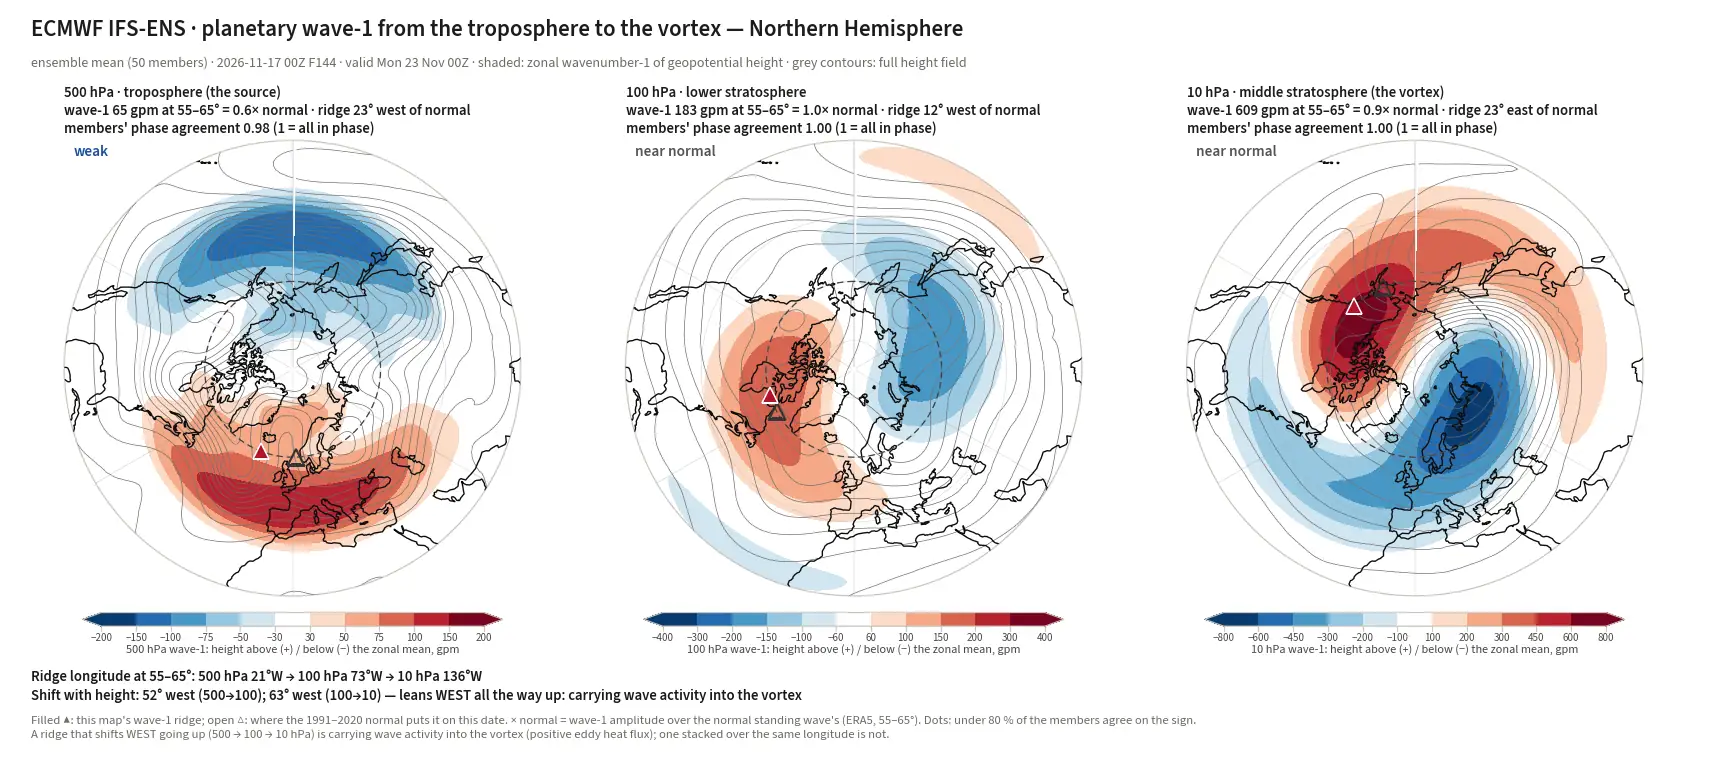 ECMWF IFS-ENS · planetary wave-1 from the troposphere to the vortex — Northern Hemisphere
ensemble mean (50 members) · 2026-11-17 00Z F144 · valid Mon 23 Nov 00Z · shaded: zonal wavenumber-1 of geopotential height · grey contours: full height field
500 hPa · troposphere (the source)
wave-1 65 gpm at 55–65° = 0.6× normal · ridge 23° west of normal
members' phase agreement 0.98 (1 = all in phase)
weak
100 hPa · lower stratosphere
wave-1 183 gpm at 55–65° = 1.0× normal · ridge 12° west of normal
members' phase agreement 1.00 (1 = all in phase)
near normal
10 hPa · middle stratosphere (the vortex)
wave-1 609 gpm at 55–65° = 0.9× normal · ridge 23° east of normal
members' phase agreement 1.00 (1 = all in phase)
near normal
−200 −150 −100 −75 −50 −30 30 50 75 100 150 200
500 hPa wave-1: height above (+) / below (−) the zonal mean, gpm
−400 −300 −200 −150 −100 −60 60 100 150 200 300 400
100 hPa wave-1: height above (+) / below (−) the zonal mean, gpm
−800 −600 −450 −300 −200 −100 100 200 300 450 600 800
10 hPa wave-1: height above (+) / below (−) the zonal mean, gpm
Ridge longitude at 55–65°: 500 hPa 21°W → 100 hPa 73°W → 10 hPa 136°W
Shift with height: 52° west (500→100); 63° west (100→10) — leans WEST all the way up: carrying wave activity into the vortex
Filled ▲: this map's wave-1 ridge; open △: where the 1991–2020 normal puts it on this date. × normal = wave-1 amplitude over the normal standing wave's (ERA5, 55–65°). Dots: under 80 % of the members agree on the sign.
A ridge that shifts WEST going up (500 → 100 → 10 hPa) is carrying wave activity into the vortex (positive eddy heat flux); one stacked over the same longitude is not.